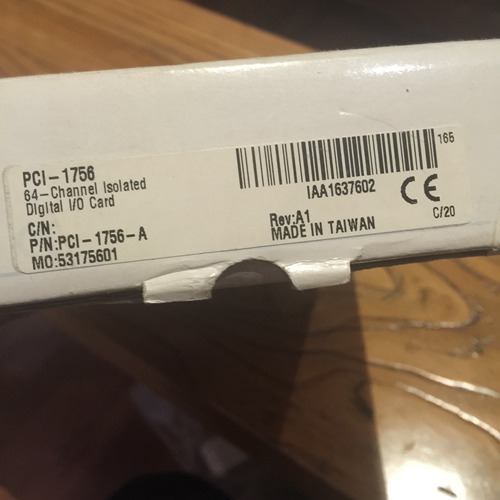 PCI-1756
64-Channel Isolated
Digital I/O Card
C/N:
P/N:PCI-1756-A
MO:53175601
165
IAA1637602
CE
Rev:A1
MADE IN TAIWAN
C/20